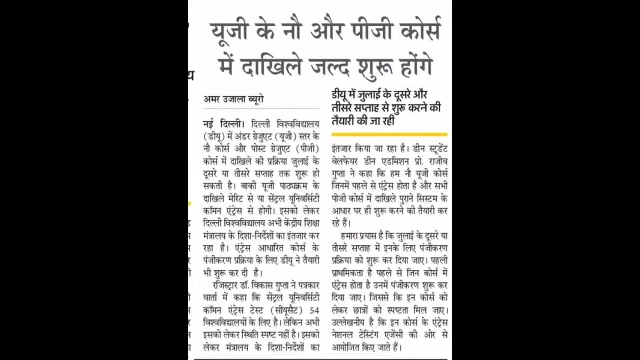 यूजी के नौ और पीजी कोर्स
में दाखिले जल्द शुरू होंगे
अमर उजाला ब्यूरो
नई दिल्ली। दिल्ली विश्वविद्यालय
(डीयू) में अंडर ग्रेजुएट (यूजी) स्तर के
नौ कोर्स और पोस्ट ग्रेजुएट (पीजी)
कोर्स में दाखिले की प्रक्रिया जुलाई के
दूसरे या तीसरे सप्ताह तक शुरू हो
सकती है। बाकी यूजी पाठ्यक्रम के
दाखिले मेरिट से या सेंट्रल यूनिवर्सिटी
कॉमन एंट्रेस से होगी। इसको लेकर
दिल्ली विश्वविद्यालय अभी केंद्रीय शिक्षा
मंत्रालय के दिशा-निर्देशों का इंतजार कर
रहा है। एंट्रेस आधारित कोर्स के
पंजीकरण प्रक्रिया के लिए डीयू ने तैयारी
भी शुरू कर दी है।
रजिस्ट्रार डॉ. विकास गुप्ता ने पत्रकार
वार्ता में कहा कि सेंट्रल यूनिवर्सिटी
कॉमन एंट्रेस टेस्ट (सीयूसैट) 54
विश्वविद्यालयों के लिए है। लेकिन अभी
इसको लेकर स्थिति स्पष्ट नहीं है। इसको
लेकर मंत्रालय के दिशा-निर्देशों का
डीयू में जुलाई के दूसरे और
तीसरे सप्ताह से शुरू करने की
तैयारी की जा रही
इंतजार किया जा रहा है। डीन स्टूडेंट
वेलफेयर डीन एडमिशन प्रो. राजीव
गुप्ता ने कहा कि हम नौ यूजी कोर्स
जिनमें पहले से एंट्रेस होता है और सभी
पीजी कोर्स में दाखिले पुराने सिस्टम के
आधार पर ही शुरू करने की तैयारी कर
रहे हैं।
हमारा प्रयास है कि जुलाई के दूसरे या
तीसरे सप्ताह में इनके लिए पंजीकरण
प्रक्रिया को शुरू कर दिया जाए। पहली
प्राथमिकता है पहले से जिन कोर्स में
एंट्रेस होता है उनमें पंजीकरण शुरू कर
दिया जाए। जिससे कि इन कोर्स को
लेकर छात्रों को स्पष्टता मिल जाए।
उल्लेखनीय है कि इन कोर्स के एंट्रेस
नेशनल टेस्टिंग एजेंसी की ओर से
आयोजित किए जाते हैं।